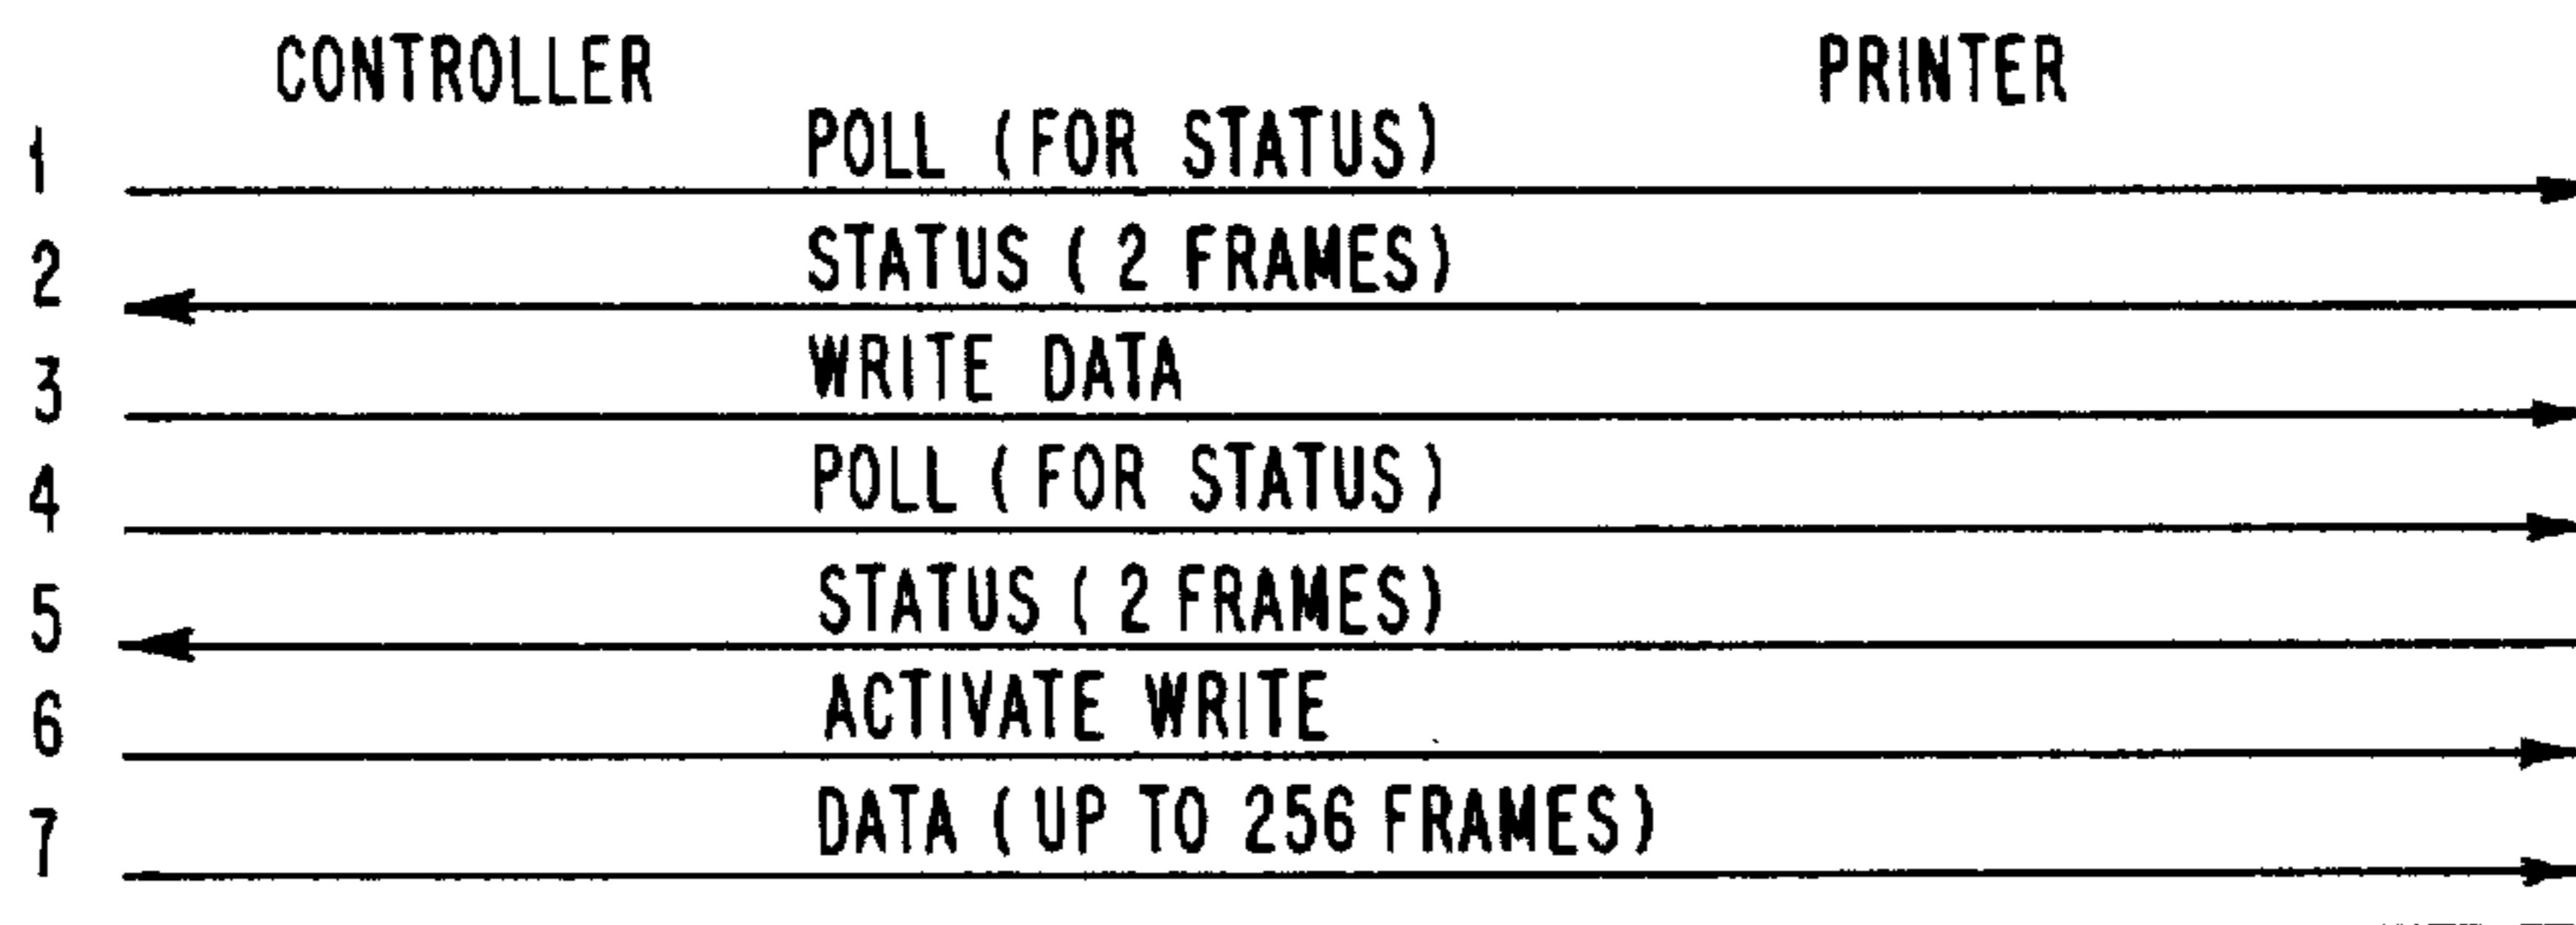 CONTROLLER PRINTER
1 POLL (FOR STATUS)
2 STATUS ( 2 FRAMES)
3 WRITE DATA
4 POLL ( FOR STATUS )
5 STATUS ( 2 FRAMES)
6 ACTIVATE WRITE
7 DATA ( UP TO 256 FRAMES)